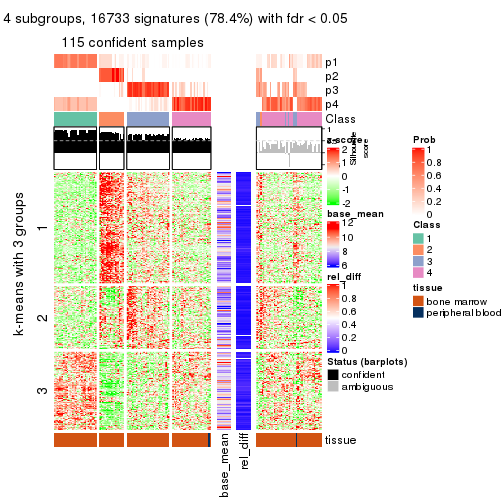 4 subgroups, 16733 signatures (78.4%) with fdr < 0.05
115 confident samples
p1
p2
p3
p4
Class
Silhouette
score
1
z-score
2
1
0
-1
-2
base_mean
12
10
8
6
rel_diff
1
0.8
0.6
0.4
0.2
0
Status (barplots)
confident
ambiguous
Prob
1
0.8
0.6
0.4
0.2
0
Class
1
2
3
4
tissue
bone marrow
peripheral blood
k-means with 3 groups
1
2
3
tissue
base_mean
rel_diff